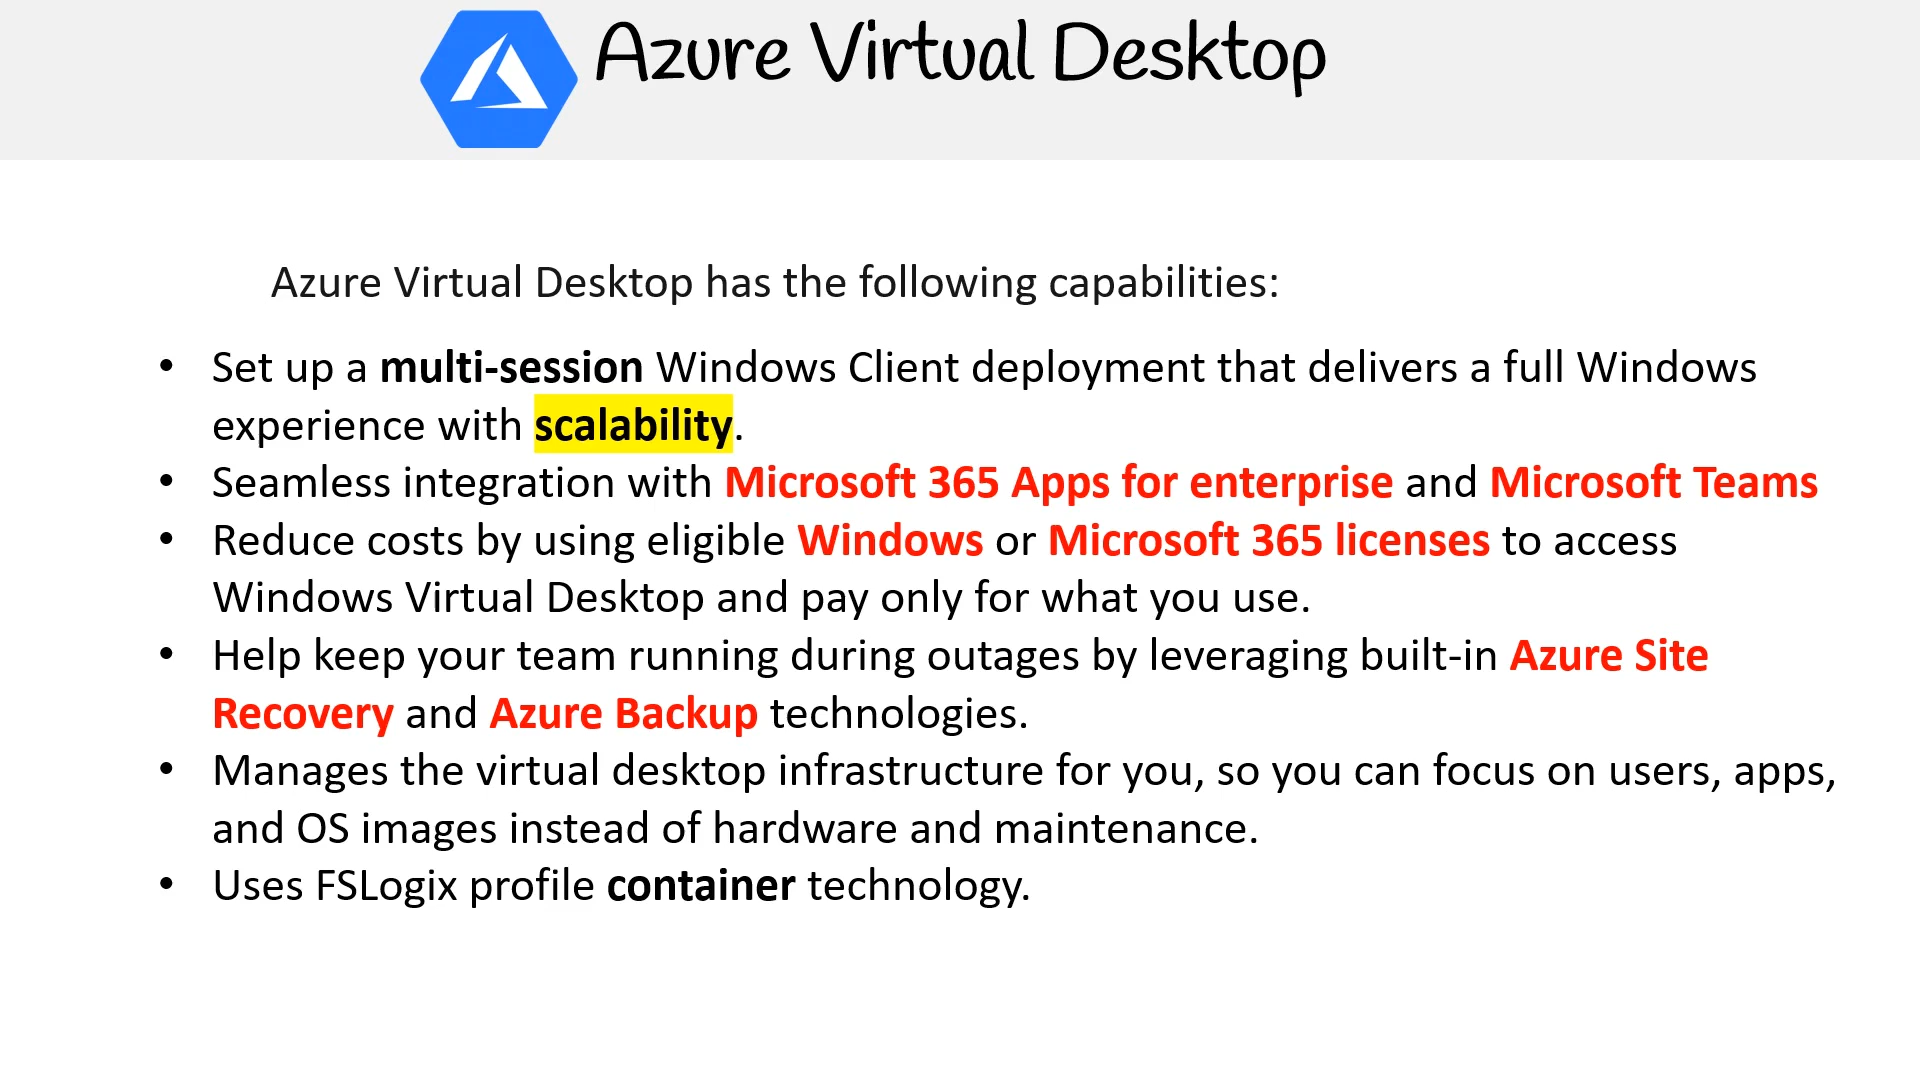 Azure Virtual Desktop
Azure Virtual Desktop has the following capabilities:
• Set up a multi-session Windows Client deployment that delivers a full Windows
experience with scalability.
• Seamless integration with Microsoft 365 Apps for enterprise and Microsoft Teams
• Reduce costs by using eligible Windows or Microsoft 365 licenses to access
Windows Virtual Desktop and pay only for what you use.
• Help keep your team running during outages by leveraging built-in Azure Site
Recovery and Azure Backup technologies.
• Manages the virtual desktop infrastructure for you, so you can focus on users, apps,
and OS images instead of hardware and maintenance.
• Uses FSLogix profile container technology.